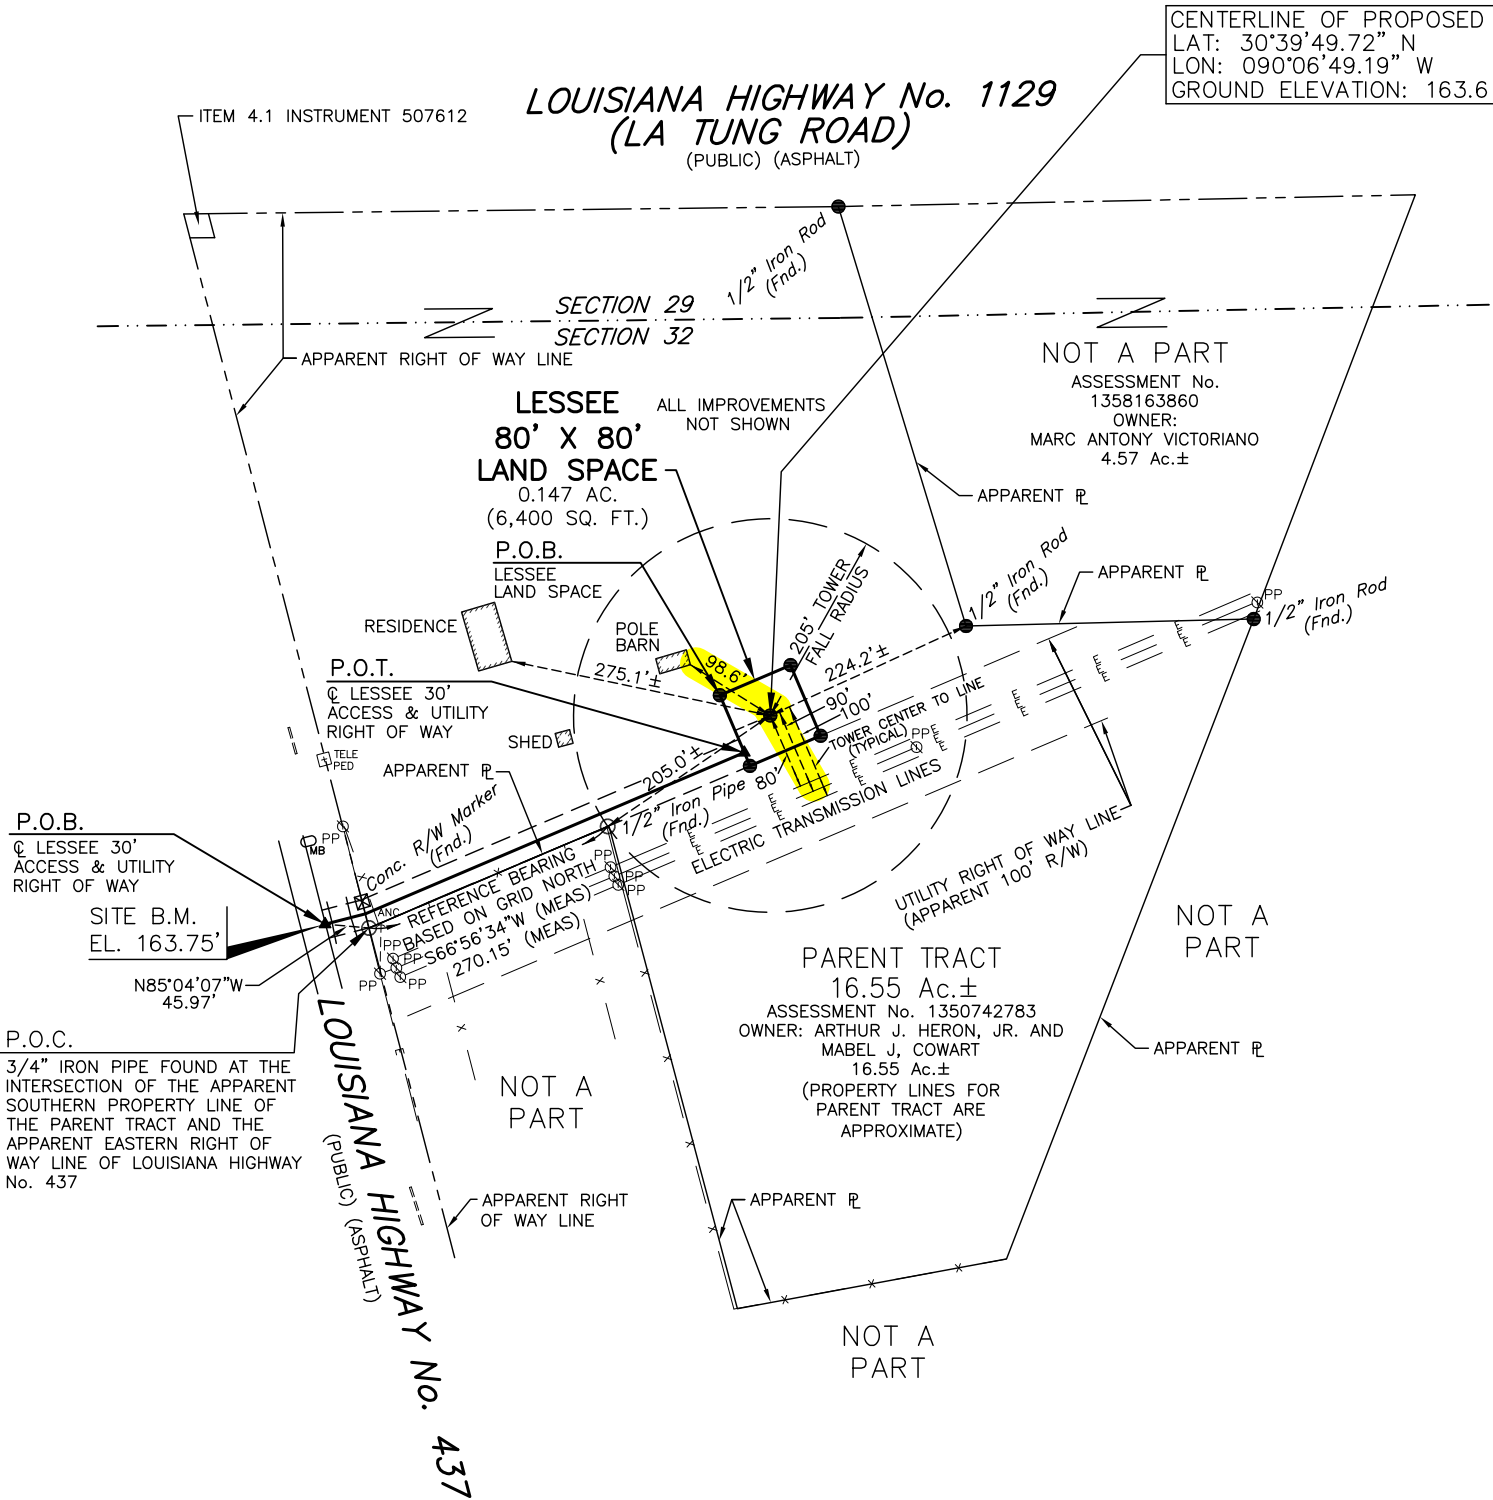 CENTERLINE OF PROPOSED
LAT: 30°39'49.72" N
LON: 090°06'49.19" W
GROUND ELEVATION: 163.6
LOUISIANA HIGHWAY No. 1129
(LA TUNG ROAD)
(PUBLIC) (ASPHALT)
ITEM 4.1 INSTRUMENT 507612
1/2" Iron Rod
(Fnd.)
SECTION 29
SECTION 32
APPARENT RIGHT OF WAY LINE
NOT A PART
ASSESSMENT No.
1358163860
OWNER:
MARC ANTONY VICTORIANO
4.57 Ac.±
LESSEE
80' X 80'
LAND SPACE
0.147 AC.
(6,400 SQ. FT.)
ALL IMPROVEMENTS
NOT SHOWN
APPARENT ℞
P.O.B.
LESSEE
LAND SPACE
205' TOWER
FALL RADIUS
1/2" Iron Rod
(Fnd.)
APPARENT ℞
PP
1/2" Iron Rod
(Fnd.)
RESIDENCE
POLE
BARN
98.6'
275.1'±
224.2'±
P.O.T.
℄ LESSEE 30'
ACCESS & UTILITY
RIGHT OF WAY
90'
100'
TOWER CENTER TO LINE
(TYPICAL)
PP
SHED
TELE
PED
APPARENT ℞
205.0'±
80'
1/2" Iron Pipe
(Fnd.)
ELECTRIC TRANSMISSION LINES
P.O.B.
℄ LESSEE 30'
ACCESS & UTILITY
RIGHT OF WAY
PP
MB
Conc. R/W Marker
(Fnd.)
PP
PP
PP
UTILITY RIGHT OF WAY LINE
(APPARENT 100' R/W)
SITE B.M.
EL. 163.75'
ANC
REFERENCE BEARING
BASED ON GRID NORTH
S66°56'34"W (MEAS)
270.15' (MEAS)
PP
PP
PP
PP
N85°04'07"W
45.97'
NOT A
PART
PARENT TRACT
16.55 Ac.±
ASSESSMENT No. 1350742783
OWNER: ARTHUR J. HERON, JR. AND
MABEL J, COWART
16.55 Ac.±
(PROPERTY LINES FOR
PARENT TRACT ARE
APPROXIMATE)
APPARENT ℞
P.O.C.
3/4" IRON PIPE FOUND AT THE
INTERSECTION OF THE APPARENT
SOUTHERN PROPERTY LINE OF
THE PARENT TRACT AND THE
APPARENT EASTERN RIGHT OF
WAY LINE OF LOUISIANA HIGHWAY
No. 437
NOT A
PART
LOUISIANA HIGHWAY No. 437
(PUBLIC) (ASPHALT)
APPARENT RIGHT
OF WAY LINE
APPARENT ℞
NOT A
PART